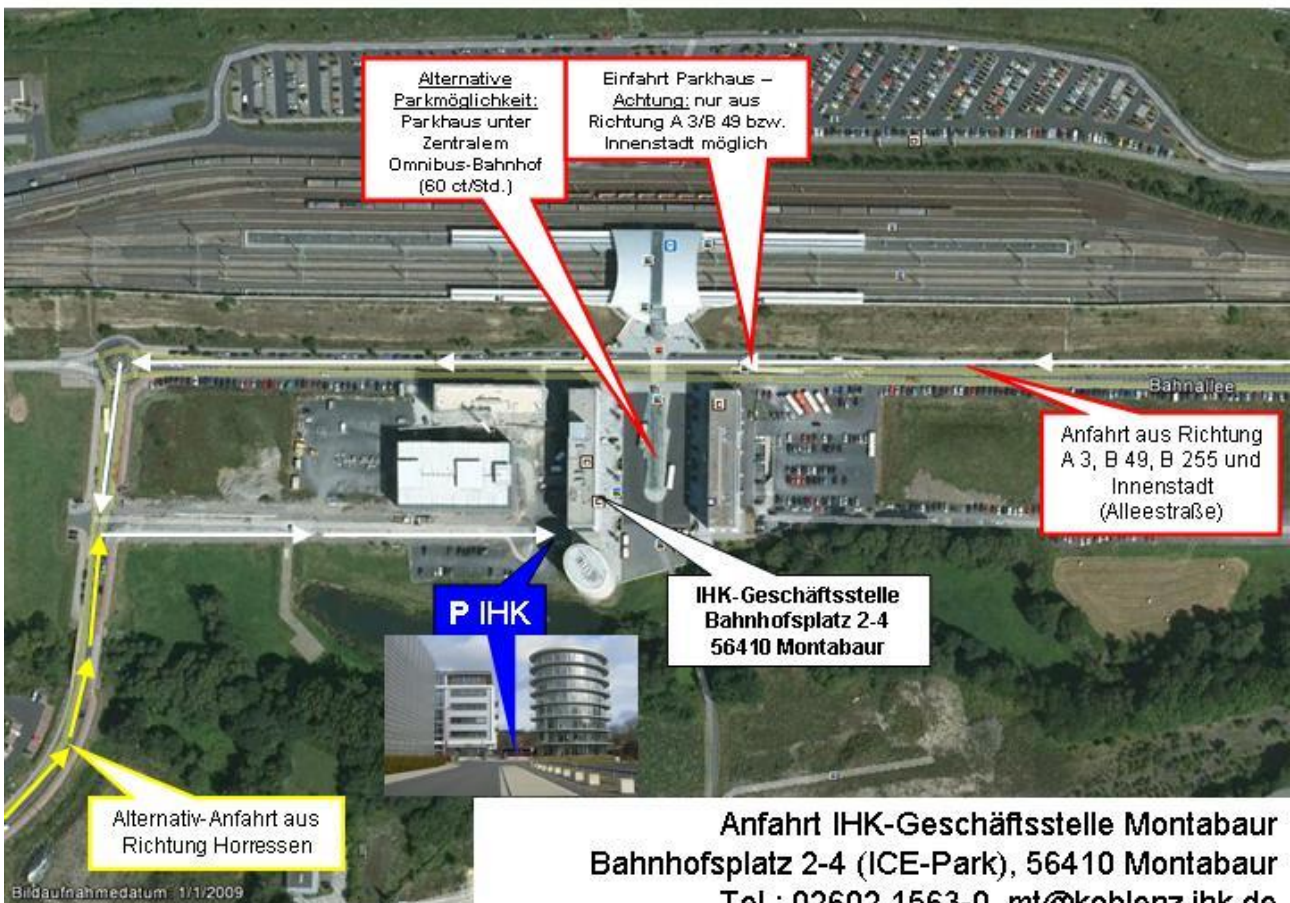 Alternative
Parkmöglichkeit:
Parkhaus unter
Zentralem
Omnibus-Bahnhof
(60 ct/Std.)
Einfahrt Parkhaus –
Achtung: nur aus
Richtung A 3/B 49 bzw.
Innenstadt möglich
Bahnallee
Anfahrt aus Richtung
A 3, B 49, B 255 und
Innenstadt
(Alleestraße)
IHK-Geschäftsstelle
Bahnhofsplatz 2-4
56410 Montabaur
P IHK
Alternativ-Anfahrt aus
Richtung Horressen
Anfahrt IHK-Geschäftsstelle Montabaur
Bahnhofsplatz 2-4 (ICE-Park), 56410 Montabaur
Tel.: 02602 1563-0, mt@koblenz.ihk.de
Bildaufnahmedatum: 1/1/2009